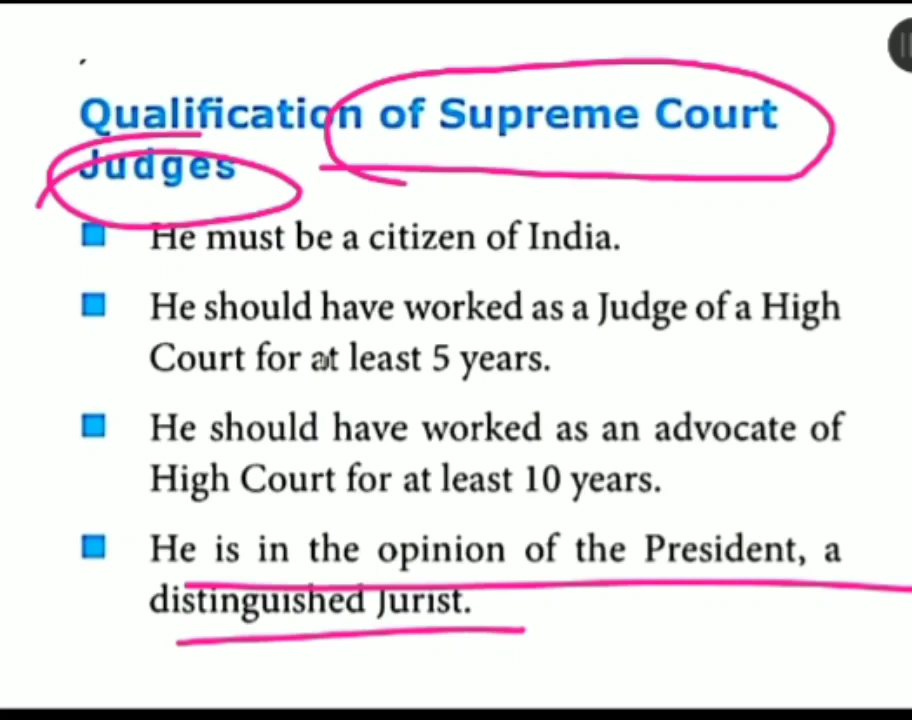 Qualification of Supreme Court
Judges
He must be a citizen of India.
He should have worked as a Judge of a High
Court for at least 5 years.
He should have worked as an advocate of
High Court for at least 10 years.
He is in the opinion of the President, a
distinguished Jurist.